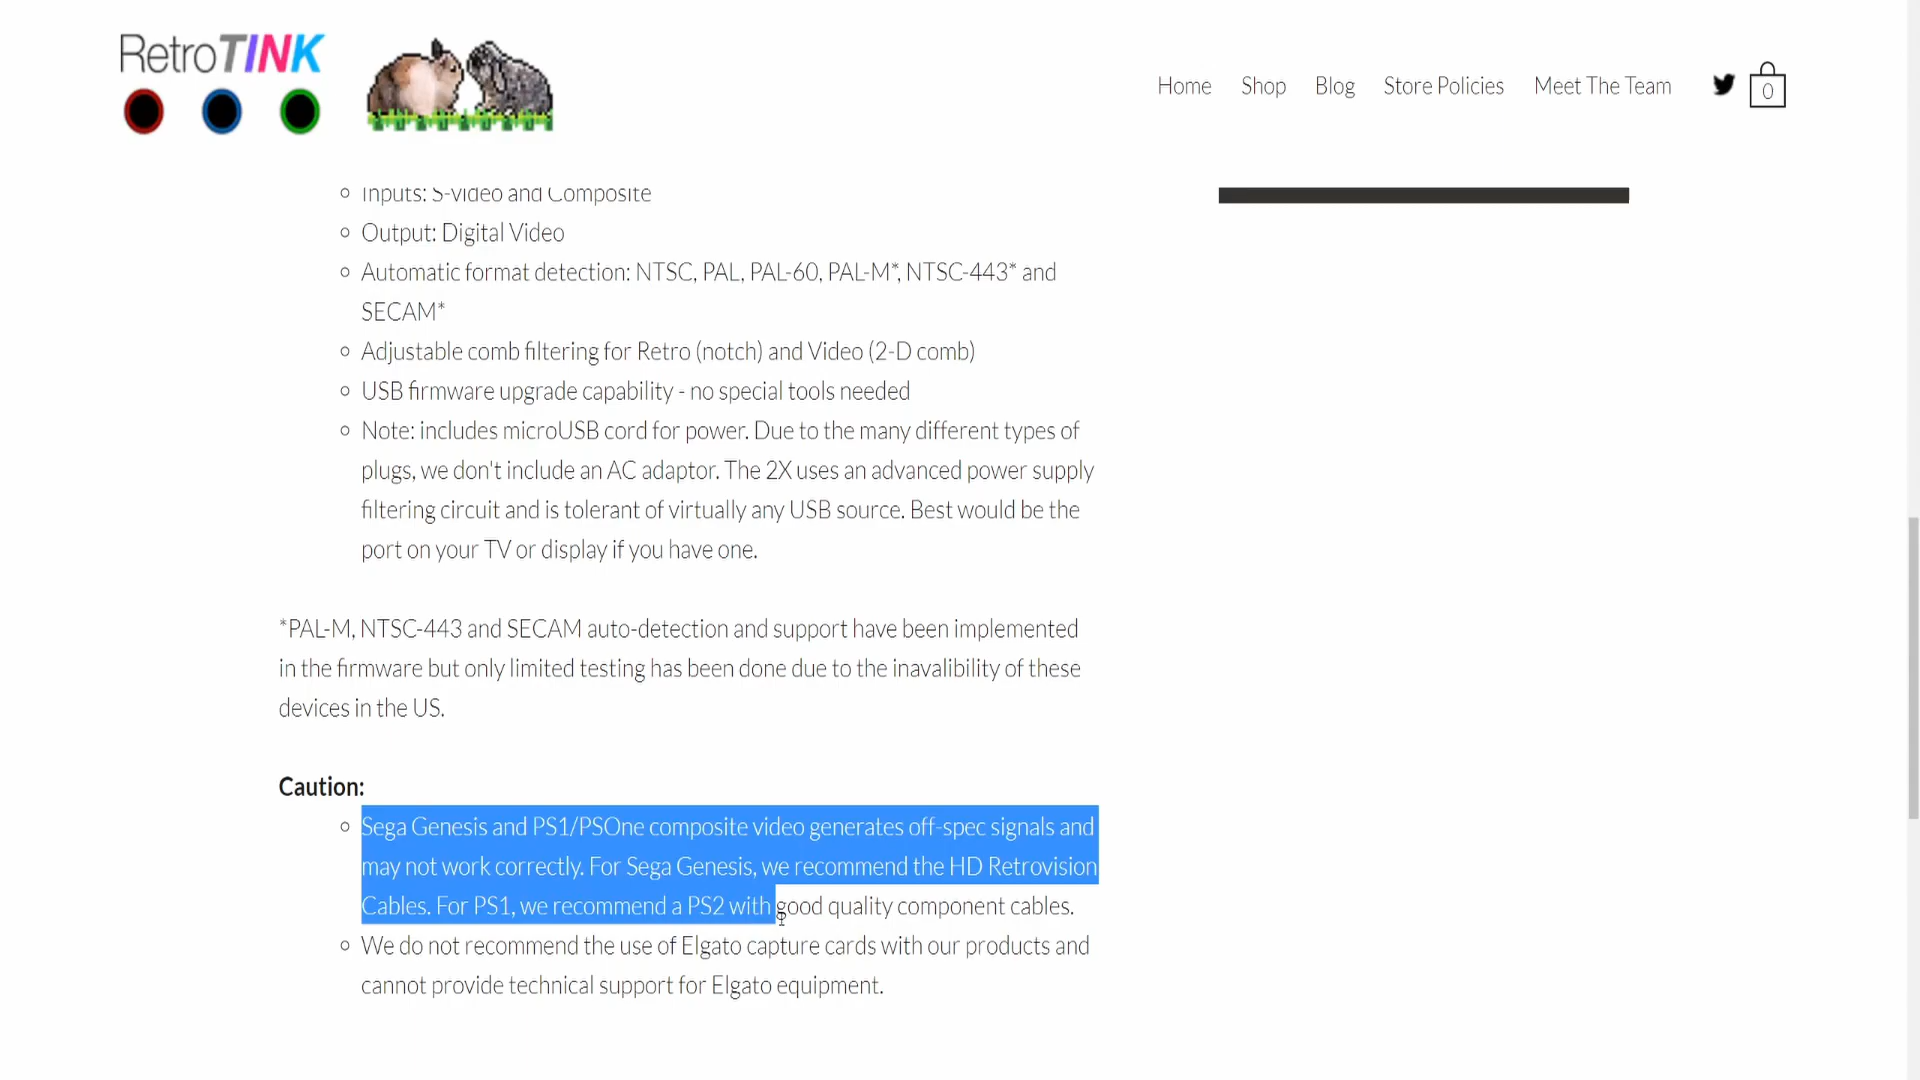 RetroTINK
Home Shop Blog Store Policies Meet The Team 0
Inputs: S-Video and Composite
Output: Digital Video
Automatic format detection: NTSC, PAL, PAL-60, PAL-M*, NTSC-443* and
SECAM*
Adjustable comb filtering for Retro (notch) and Video (2-D comb)
USB firmware upgrade capability - no special tools needed
Note: includes microUSB cord for power. Due to the many different types of
plugs, we don't include an AC adaptor. The 2X uses an advanced power supply
filtering circuit and is tolerant of virtually any USB source. Best would be the
port on your TV or display if you have one.
*PAL-M, NTSC-443 and SECAM auto-detection and support have been implemented
in the firmware but only limited testing has been done due to the inavalibility of these
devices in the US.
Caution:
Sega Genesis and PS1/PSOne composite video generates off-spec signals and
may not work correctly. For Sega Genesis, we recommend the HD Retrovision
Cables. For PS1, we recommend a PS2 with good quality component cables.
We do not recommend the use of Elgato capture cards with our products and
cannot provide technical support for Elgato equipment.